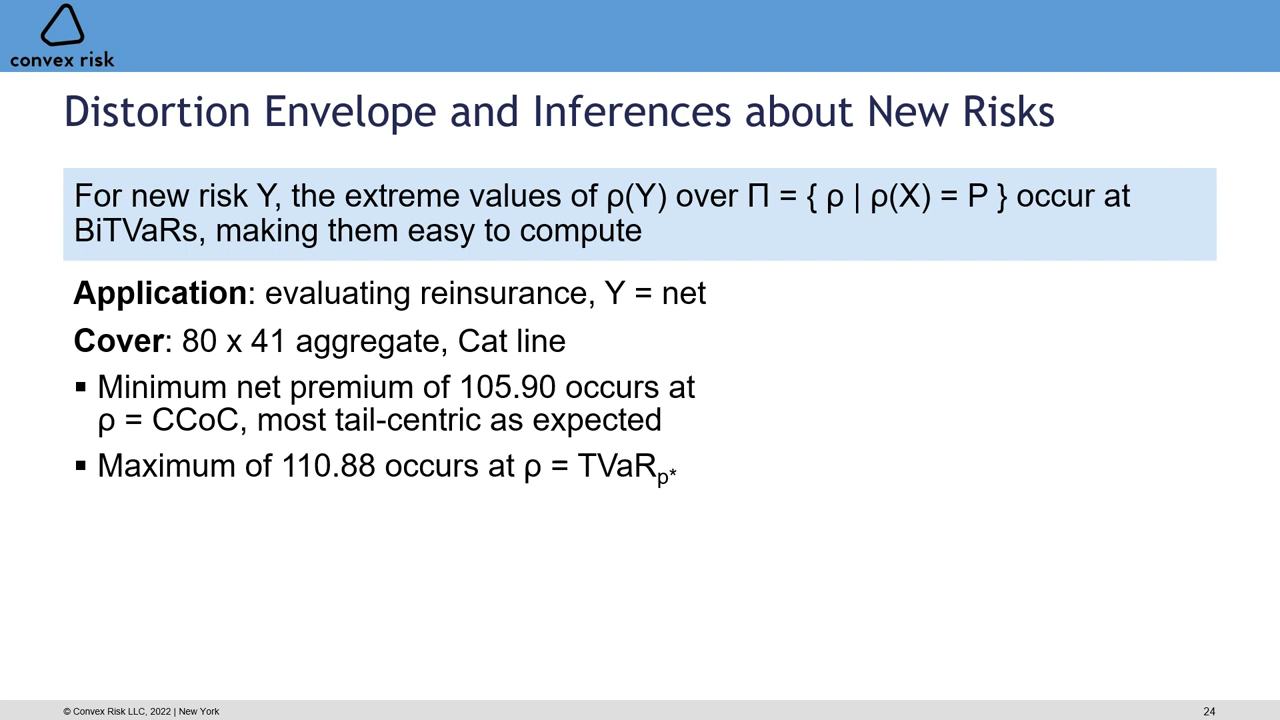 convex risk
Distortion Envelope and Inferences about New Risks
For new risk Y, the extreme values of ρ(Y) over Π = { ρ | ρ(X) = P } occur at
BiTVaRs, making them easy to compute
Application: evaluating reinsurance, Y = net
Cover: 80 x 41 aggregate, Cat line
▪ Minimum net premium of 105.90 occurs at
ρ = CCoC, most tail-centric as expected
▪ Maximum of 110.88 occurs at ρ = TVaRp*
© Convex Risk LLC, 2022 | New York
24